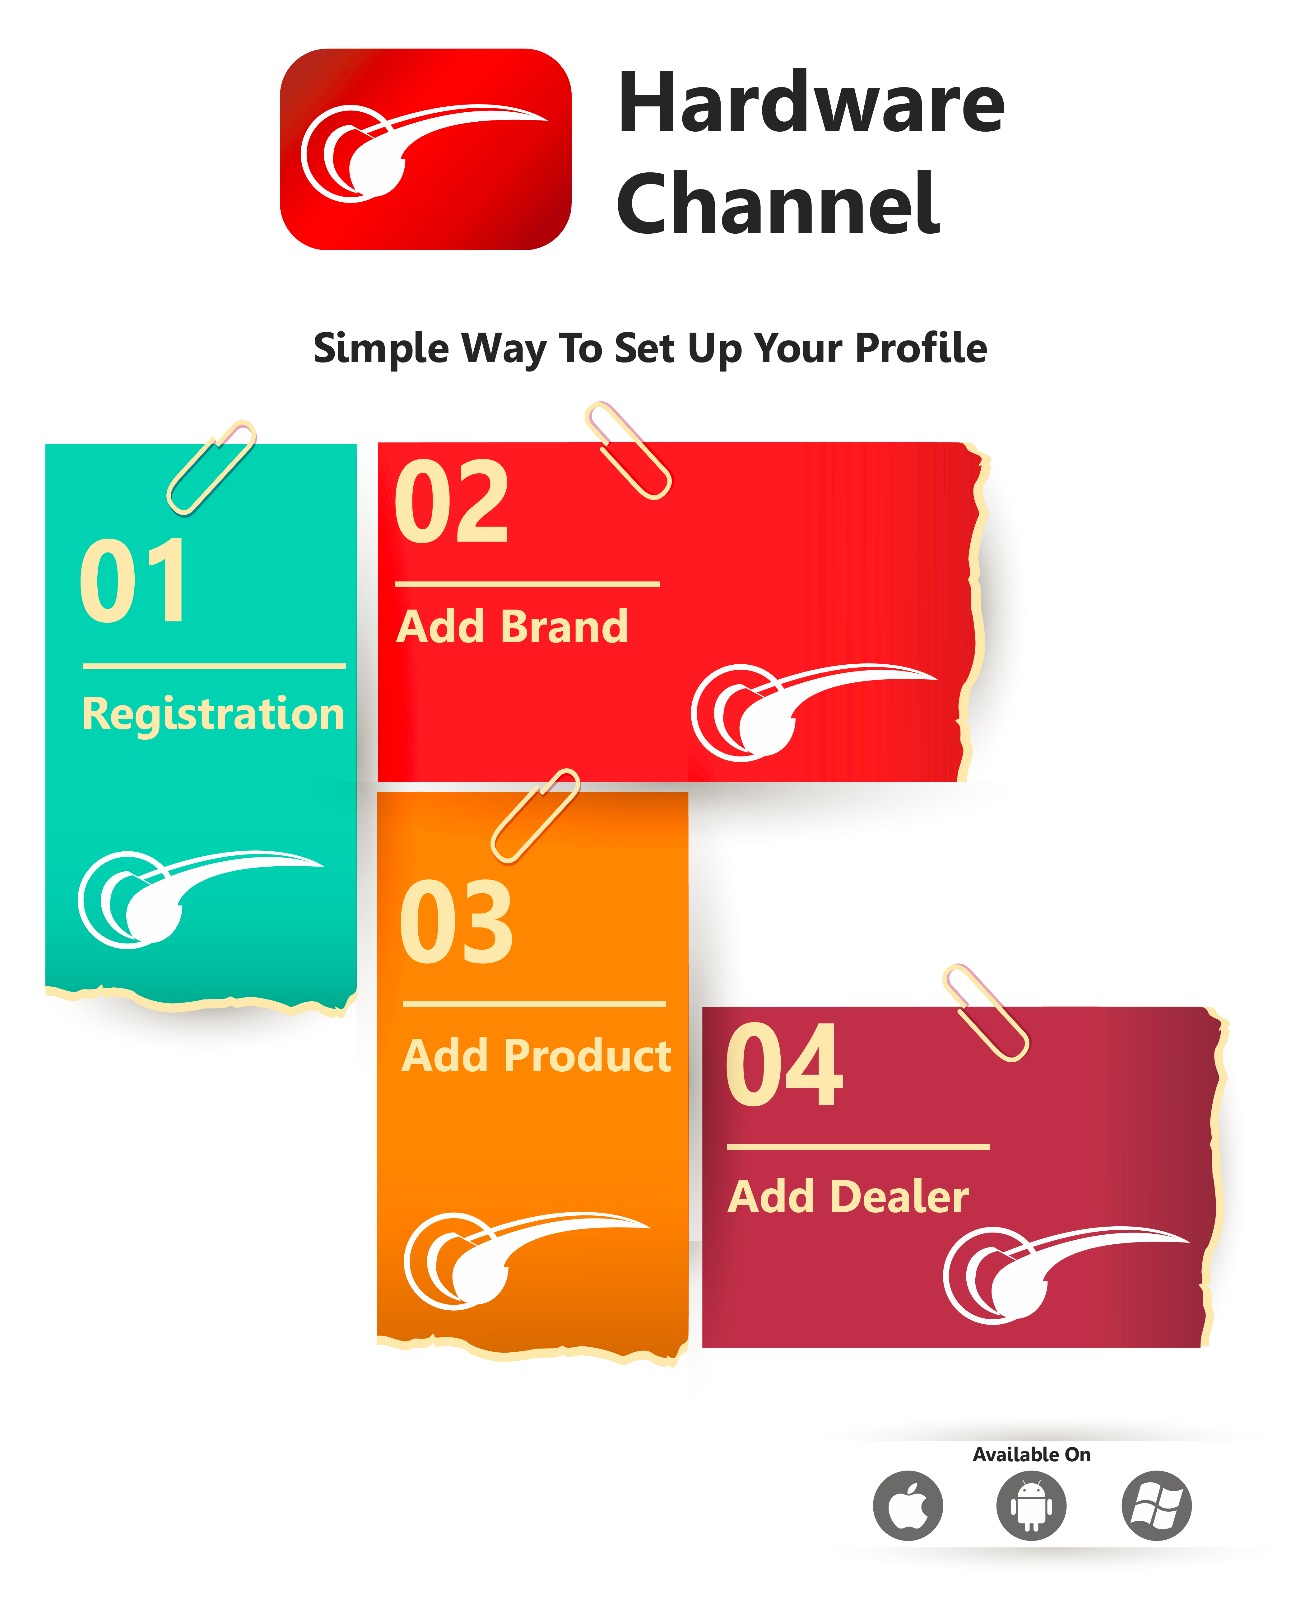 Hardware
Channel
Simple Way To Set Up Your Profile
01
Registration
02
Add Brand
03
Add Product
04
Add Dealer
Available On